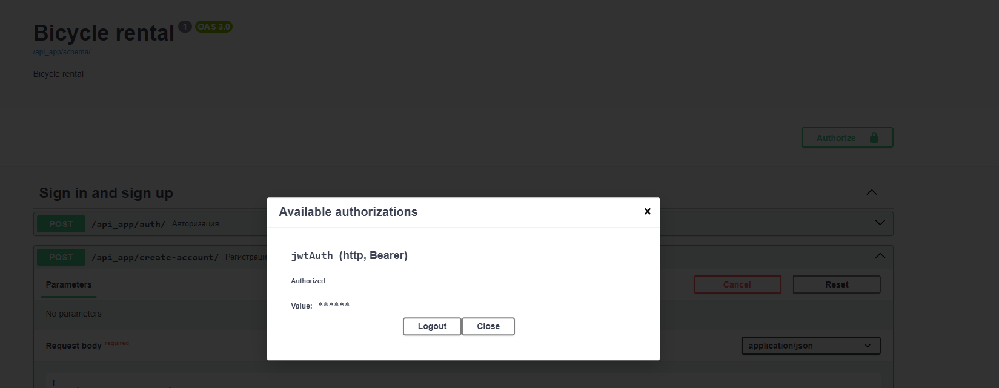 Bicycle rental 1 OAS 3.0
/api_app/schema/
Bicycle rental
Authorize
Sign in and sign up
Available authorizations
POST /api_app/auth/ Авторизация
POST /api_app/create-account/ Регистраци
jwtAuth (http, Bearer)
Authorized
Parameters
Cancel
Reset
Value: ******
No parameters
Logout
Close
Request body required
application/json
{